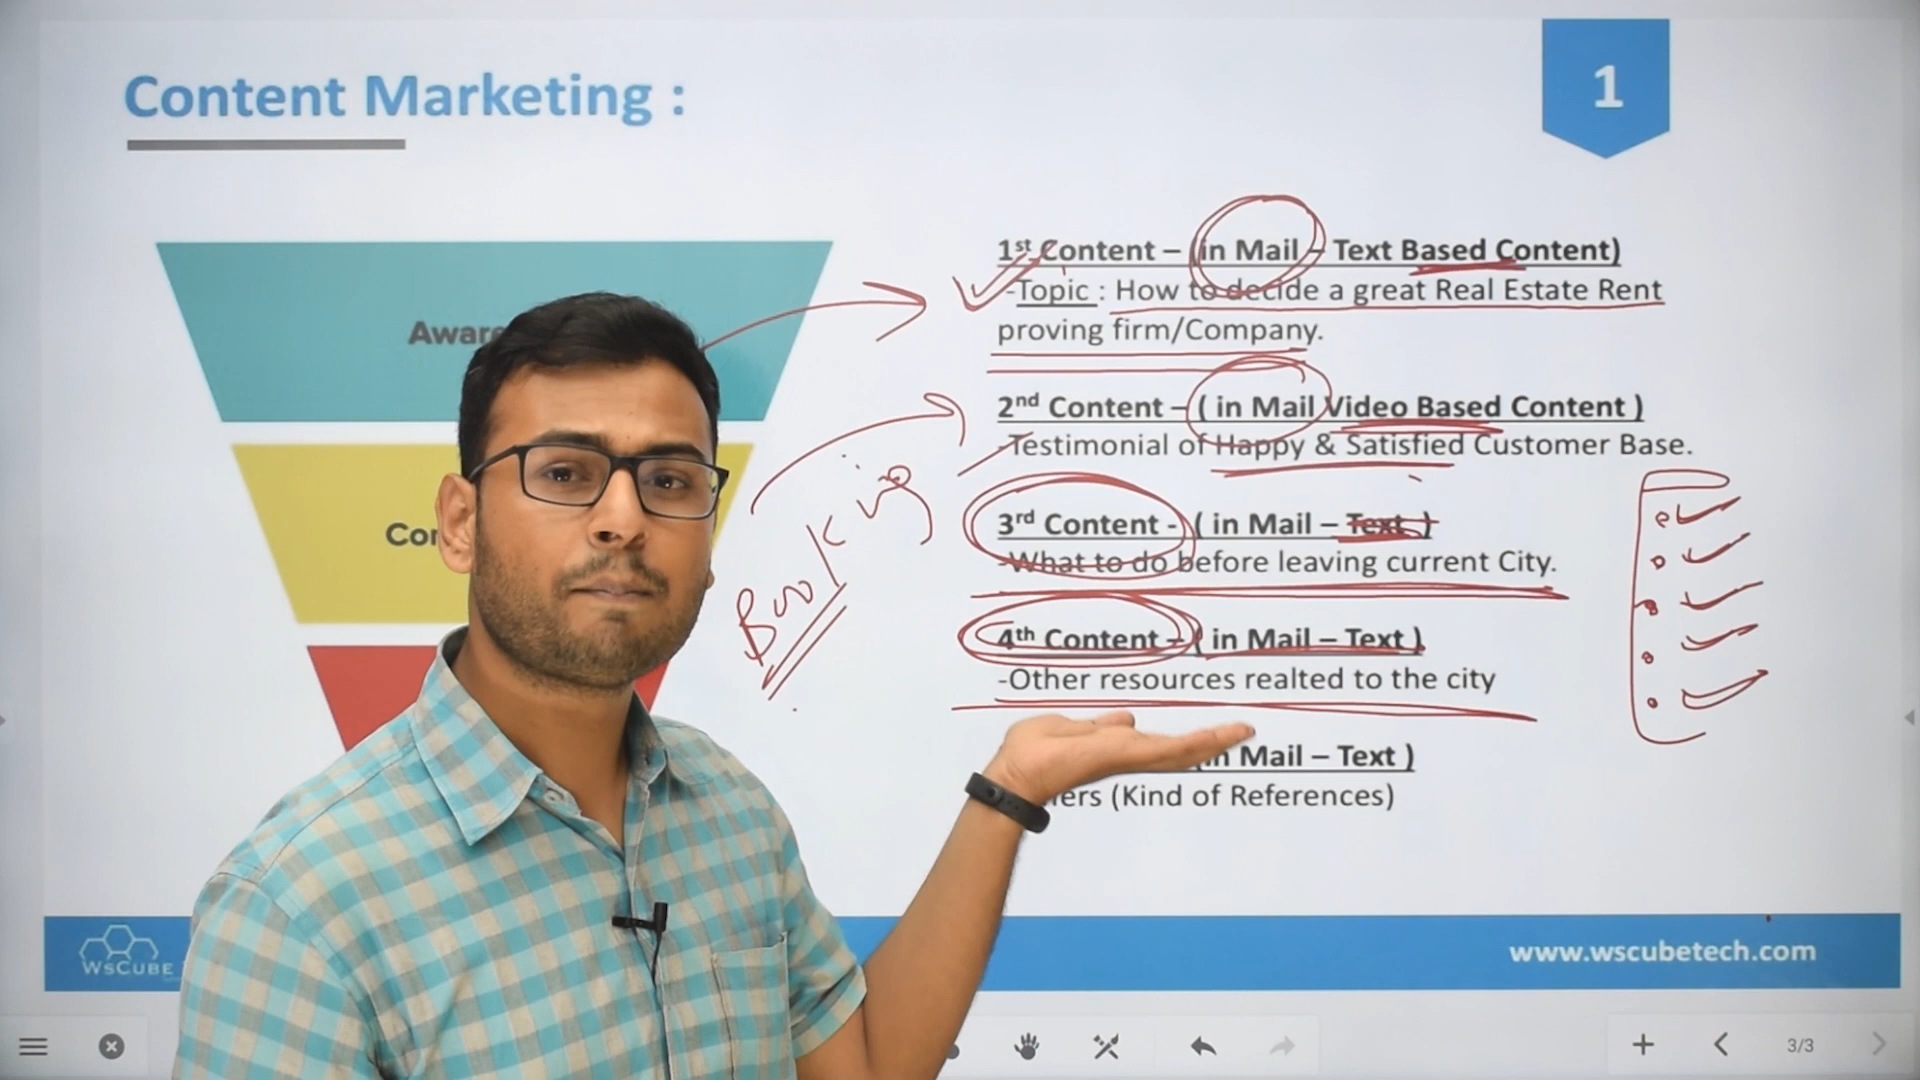 Content Marketing :
1
Awar
Con
1st Content – (in Mail – Text Based Content)
-Topic : How to decide a great Real Estate Rent
proving firm/Company.
2nd Content – ( in Mail Video Based Content )
-Testimonial of Happy & Satisfied Customer Base.
3rd Content - ( in Mail – Text )
-What to do before leaving current City.
4th Content – ( in Mail – Text )
-Other resources realted to the city
(in Mail – Text )
ers (Kind of References)
Booking
WsCube
www.wscubetech.com
3/3